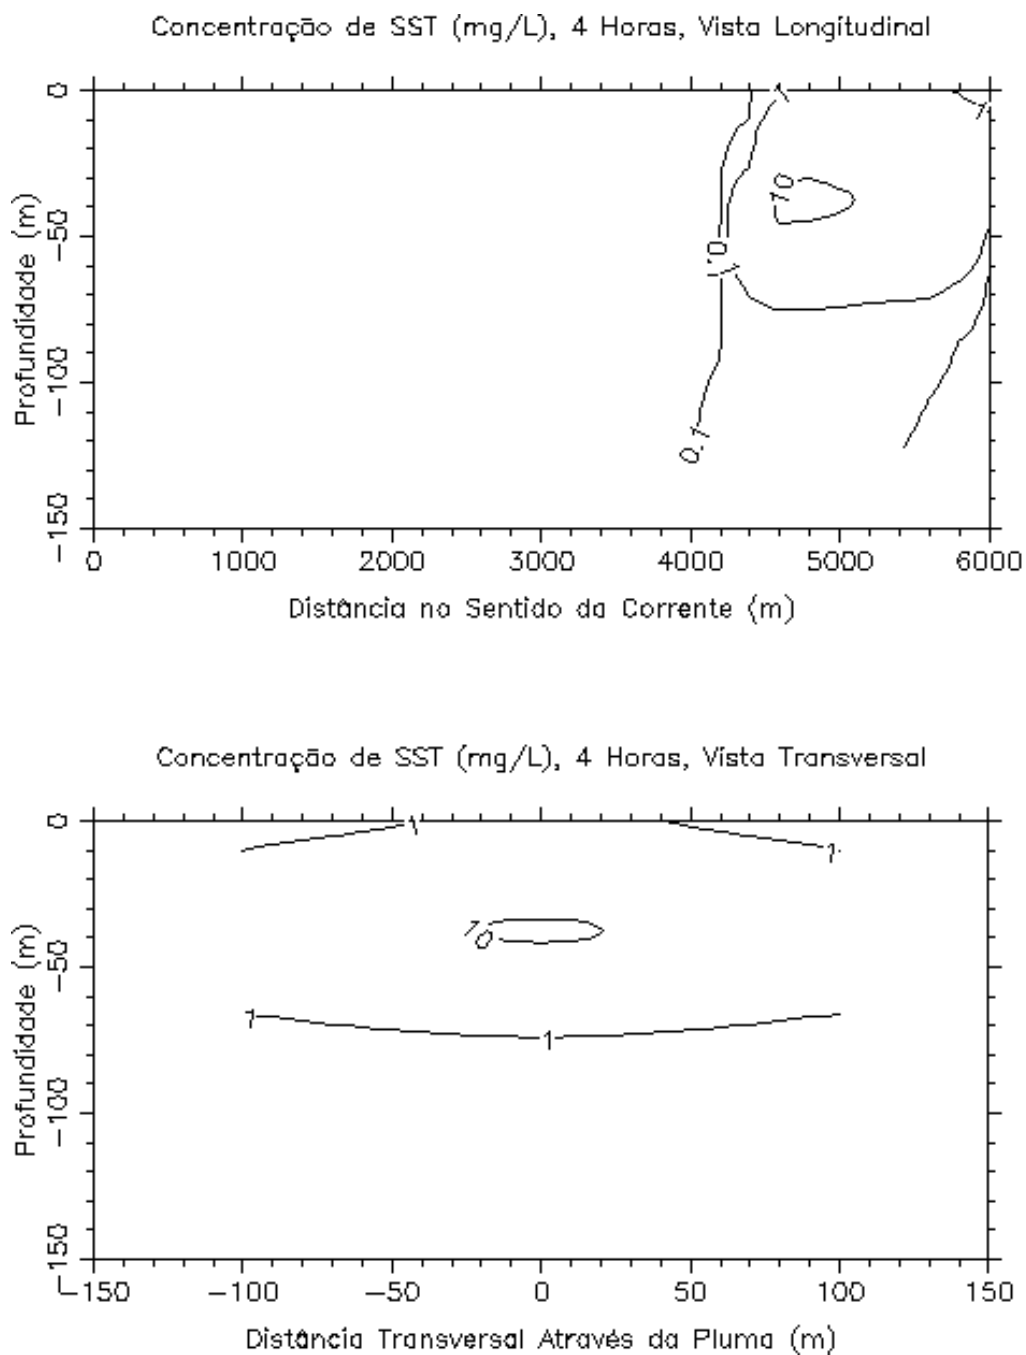 Concentração de SST (mg/L), 4 Horas, Vista Longitudinal
0
−50
−100
−150
Profundidade (m)
1
1
10
0.1
1
0.1
0 1000 2000 3000 4000 5000 6000
Distância no Sentido da Corrente (m)
Concentração de SST (mg/L), 4 Horas, Vista Transversal
0
−50
−100
−150
Profundidade (m)
1
1
10
1
1
−150 −100 −50 0 50 100 150
Distância Transversal Através da Pluma (m)